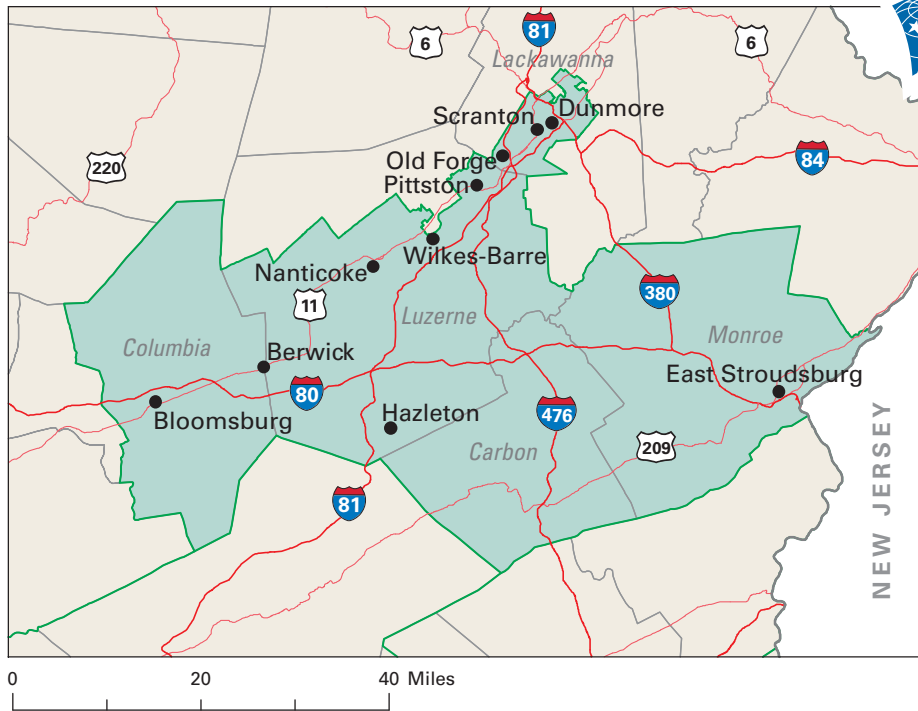 81
6
6
Lackawanna
Scranton
Dunmore
84
Old Forge
220
Pittston
Wilkes-Barre
Nanticoke
380
11
Luzerne
Columbia
Monroe
Berwick
East Stroudsburg
80
Bloomsburg
Hazleton
476
Carbon
209
81
NEW JERSEY
0 20 40 Miles